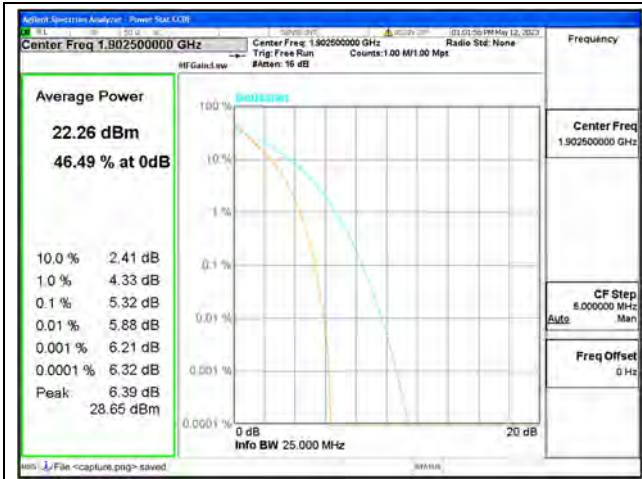 Agilent Spectrum Analyzer - Power Stat CCDF
01:01:56 PM May 12, 2023
Center Freq 1.902500000 GHz
Center Freq: 1.902500000 GHz
Radio Std: None
Trig: Free Run
Counts:1.00 M/1.00 Mpt
#IFGain:Low
#Atten: 16 dB
Frequency
Average Power
22.26 dBm
46.49 % at 0dB
10.0 % 2.41 dB
1.0 % 4.33 dB
0.1 % 5.32 dB
0.01 % 5.88 dB
0.001 % 6.21 dB
0.0001 % 6.32 dB
Peak 6.39 dB
28.65 dBm
Gaussian
100 %
10 %
1 %
0.1 %
0.01 %
0.001 %
0.0001 %
0 dB
20 dB
Info BW 25.000 MHz
Center Freq
1.902500000 GHz
CF Step
5.000000 MHz
Auto Man
Freq Offset
0 Hz
MSG
File <capture.png> saved
STATUS